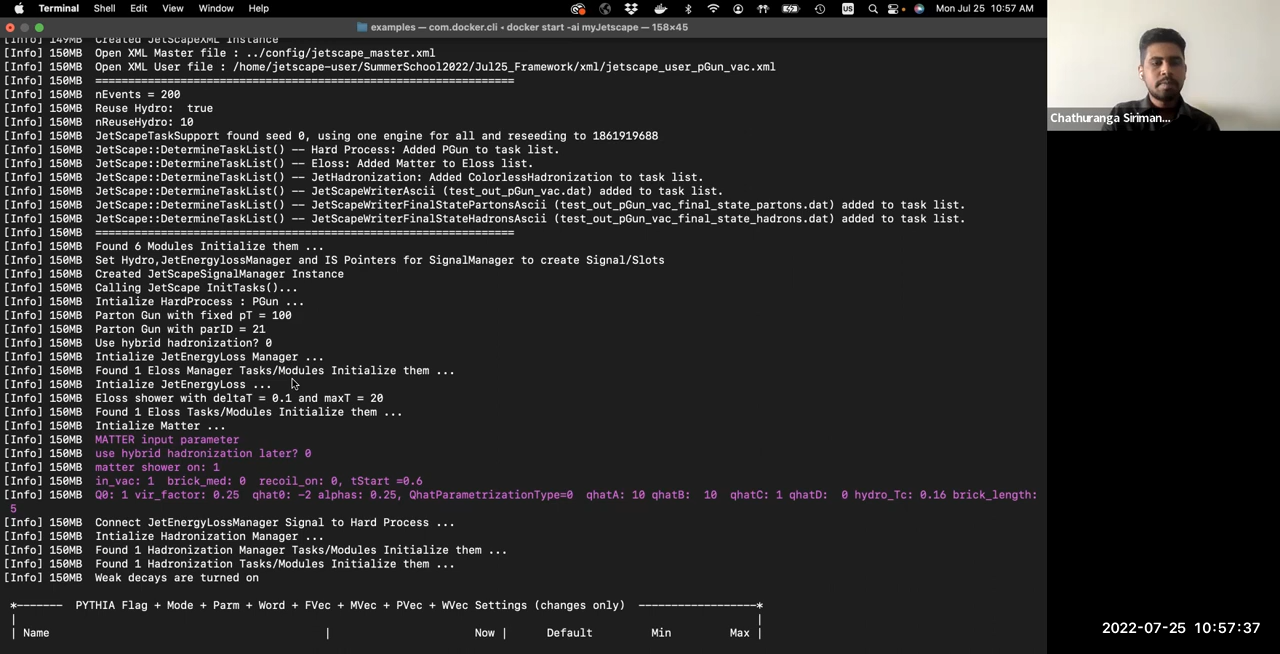 Terminal Shell Edit View Window Help US Mon Jul 25 10:57 AM
examples — com.docker.cli • docker start -ai myJetscape — 158×45
[Info] 149MB Created JetScapeXML Instance
[Info] 150MB Open XML Master file : ../config/jetscape_master.xml
[Info] 150MB Open XML User file : /home/jetscape-user/SummerSchool2022/Jul25_Framework/xml/jetscape_user_pGun_vac.xml
[Info] 150MB ================================================================
[Info] 150MB nEvents = 200
[Info] 150MB Reuse Hydro: true
[Info] 150MB nReuseHydro: 10
[Info] 150MB JetScapeTaskSupport found seed 0, using one engine for all and reseeding to 1861919688
[Info] 150MB JetScape::DetermineTaskList() —— Hard Process: Added PGun to task list.
[Info] 150MB JetScape::DetermineTaskList() —— Eloss: Added Matter to Eloss list.
[Info] 150MB JetScape::DetermineTaskList() —— JetHadronization: Added ColorlessHadronization to task list.
[Info] 150MB JetScape::DetermineTaskList() —— JetScapeWriterAscii (test_out_pGun_vac.dat) added to task list.
[Info] 150MB JetScape::DetermineTaskList() —— JetScapeWriterFinalStatePartonsAscii (test_out_pGun_vac_final_state_partons.dat) added to task list.
[Info] 150MB JetScape::DetermineTaskList() —— JetScapeWriterFinalStateHadronsAscii (test_out_pGun_vac_final_state_hadrons.dat) added to task list.
[Info] 150MB ================================================================
[Info] 150MB Found 6 Modules Initialize them ...
[Info] 150MB Set Hydro,JetEnergylossManager and IS Pointers for SignalManager to create Signal/Slots
[Info] 150MB Created JetScapeSignalManager Instance
[Info] 150MB Calling JetScape InitTasks()...
[Info] 150MB Intialize HardProcess : PGun ...
[Info] 150MB Parton Gun with fixed pT = 100
[Info] 150MB Parton Gun with parID = 21
[Info] 150MB Use hybrid hadronization? 0
[Info] 150MB Intialize JetEnergyLoss Manager ...
[Info] 150MB Found 1 Eloss Manager Tasks/Modules Initialize them ...
[Info] 150MB Intialize JetEnergyLoss ...
[Info] 150MB Eloss shower with deltaT = 0.1 and maxT = 20
[Info] 150MB Found 1 Eloss Tasks/Modules Initialize them ...
[Info] 150MB Intialize Matter ...
[Info] 150MB MATTER input parameter
[Info] 150MB use hybrid hadronization later? 0
[Info] 150MB matter shower on: 1
[Info] 150MB in_vac: 1 brick_med: 0 recoil_on: 0, tStart =0.6
[Info] 150MB Q0: 1 vir_factor: 0.25 qhat0: -2 alphas: 0.25, QhatParametrizationType=0 qhatA: 10 qhatB: 10 qhatC: 1 qhatD: 0 hydro_Tc: 0.16 brick_length:
5
[Info] 150MB Connect JetEnergyLossManager Signal to Hard Process ...
[Info] 150MB Intialize Hadronization Manager ...
[Info] 150MB Found 1 Hadronization Manager Tasks/Modules Initialize them ...
[Info] 150MB Found 1 Hadronization Tasks/Modules Initialize them ...
[Info] 150MB Weak decays are turned on
*------- PYTHIA Flag + Mode + Parm + Word + FVec + MVec + PVec + WVec Settings (changes only) ------------------*
| |
| Name | Now | Default Min Max |
Chathuranga Siriman...
2022-07-25 10:57:37